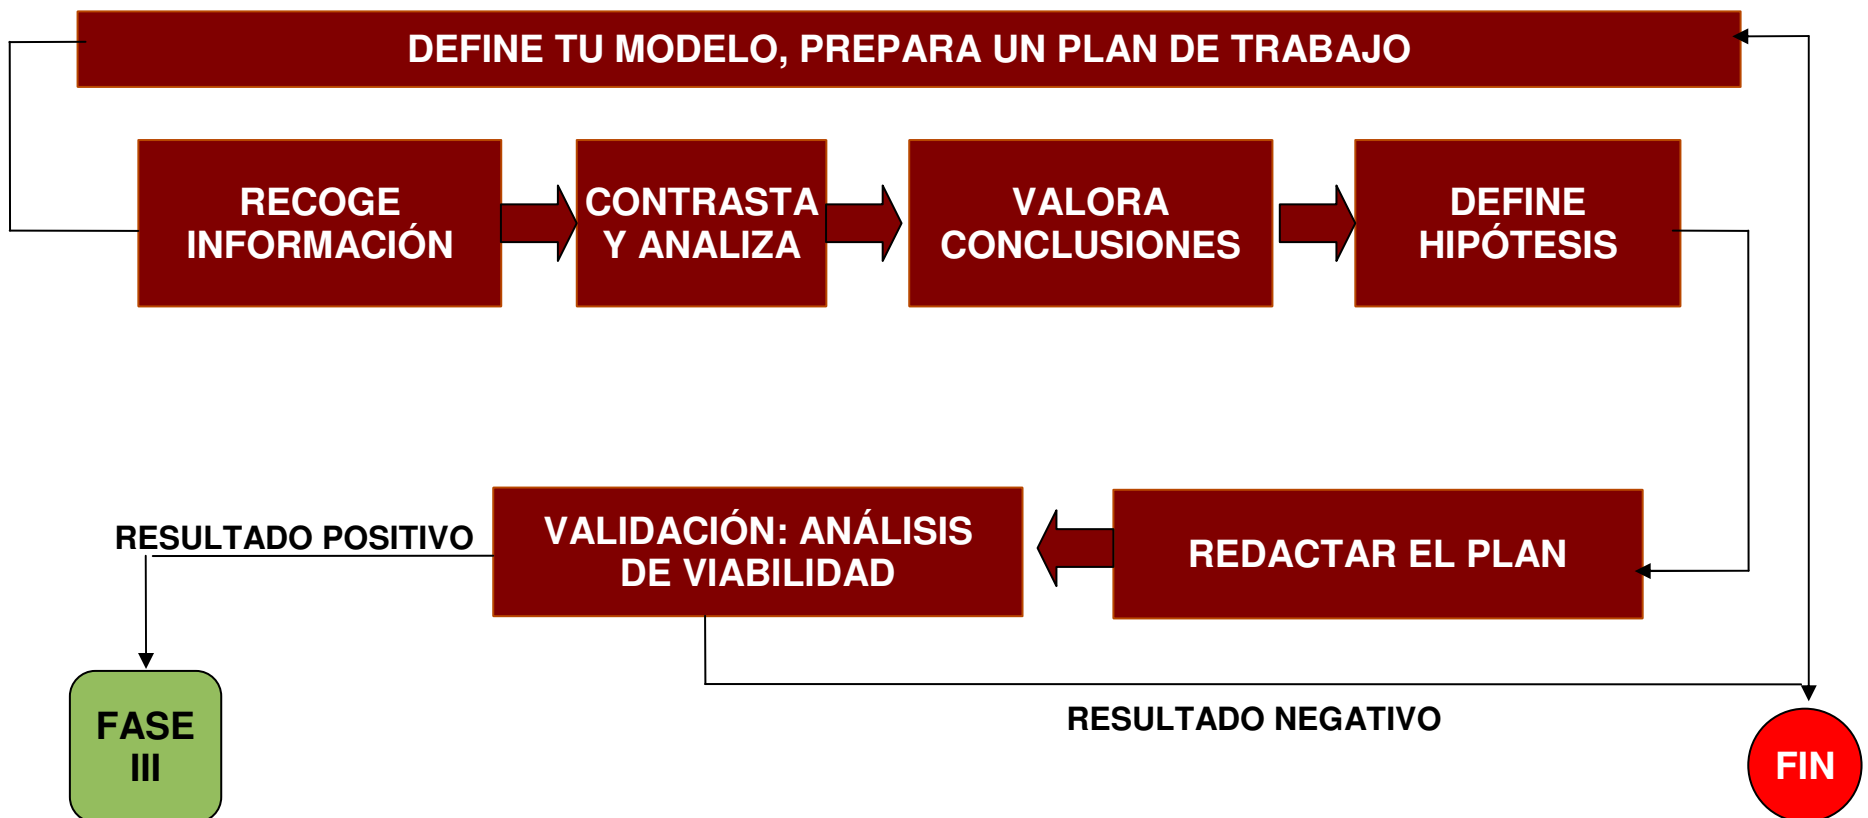 DEFINE TU MODELO, PREPARA UN PLAN DE TRABAJO
RECOGE
INFORMACIÓN
CONTRASTA
Y ANALIZA
VALORA
CONCLUSIONES
DEFINE
HIPÓTESIS
RESULTADO POSITIVO
VALIDACIÓN: ANÁLISIS
DE VIABILIDAD
REDACTAR EL PLAN
RESULTADO NEGATIVO
FASE
III
FIN